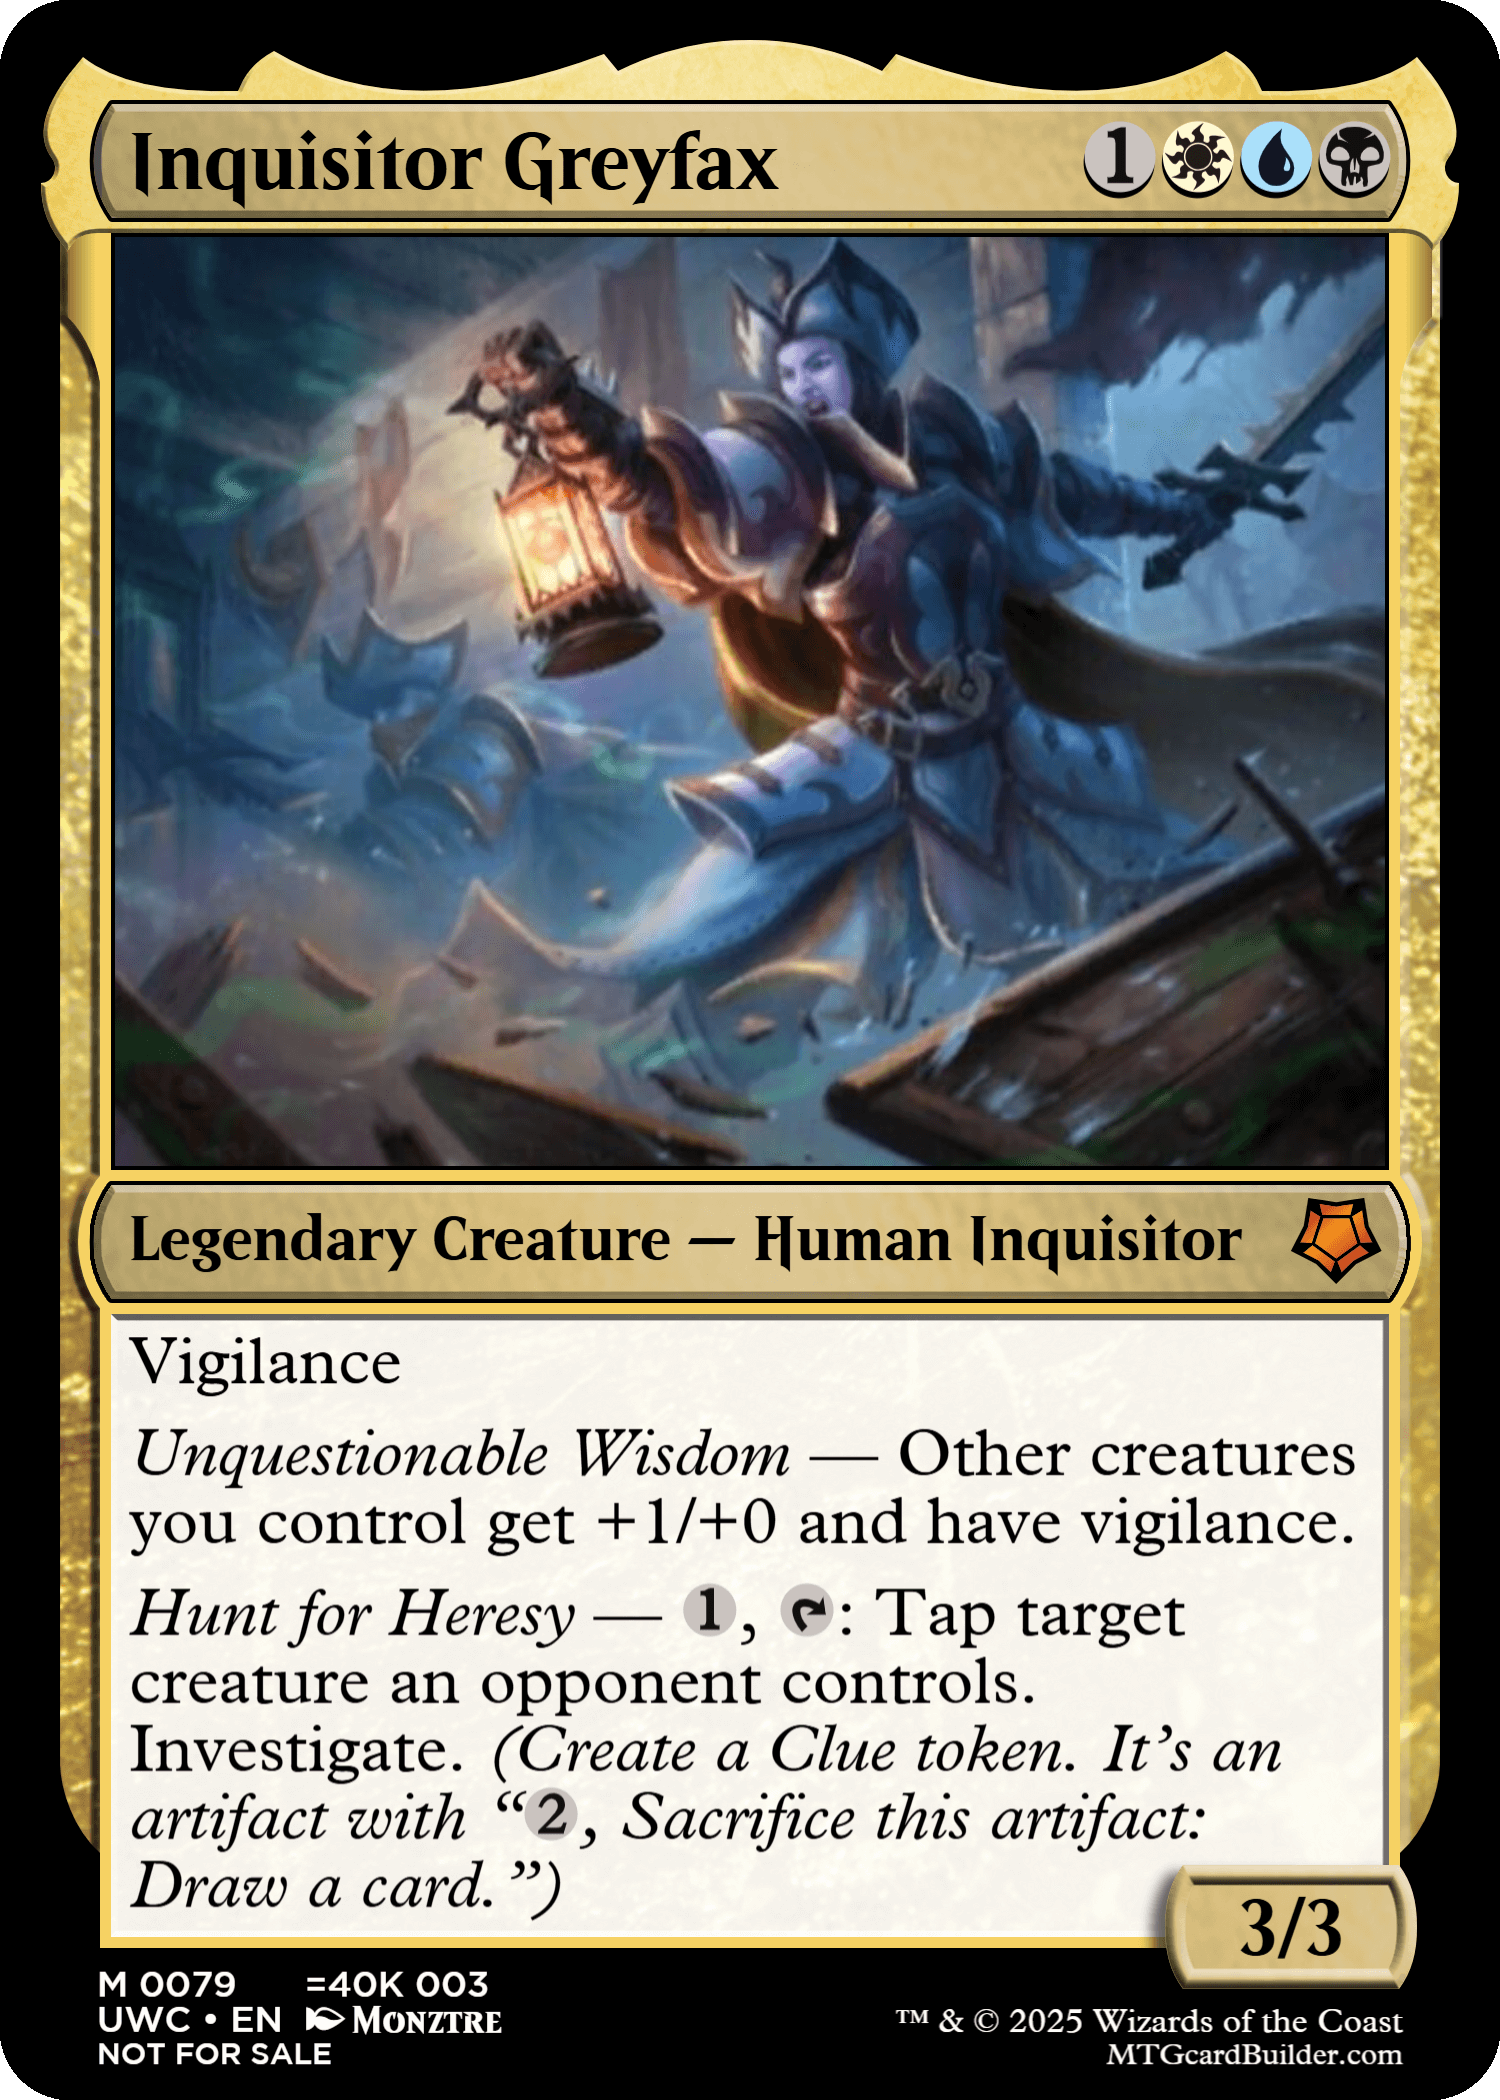 Inquisitor Greyfax 1
Legendary Creature — Human Inquisitor
Vigilance
Unquestionable Wisdom — Other creatures
you control get +1/+0 and have vigilance.
Hunt for Heresy — 1, : Tap target
creature an opponent controls.
Investigate. (Create a Clue token. It’s an
artifact with “2, Sacrifice this artifact:
Draw a card.”)
3/3
M 0079 =40K 003
UWC • EN Monztre
NOT FOR SALE
™ & © 2025 Wizards of the Coast
MTGcardBuilder.com